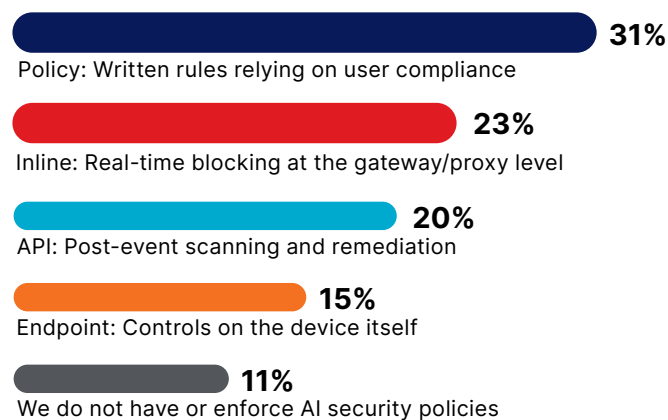 31%
Policy: Written rules relying on user compliance
23%
Inline: Real-time blocking at the gateway/proxy level
20%
API: Post-event scanning and remediation
15%
Endpoint: Controls on the device itself
11%
We do not have or enforce AI security policies